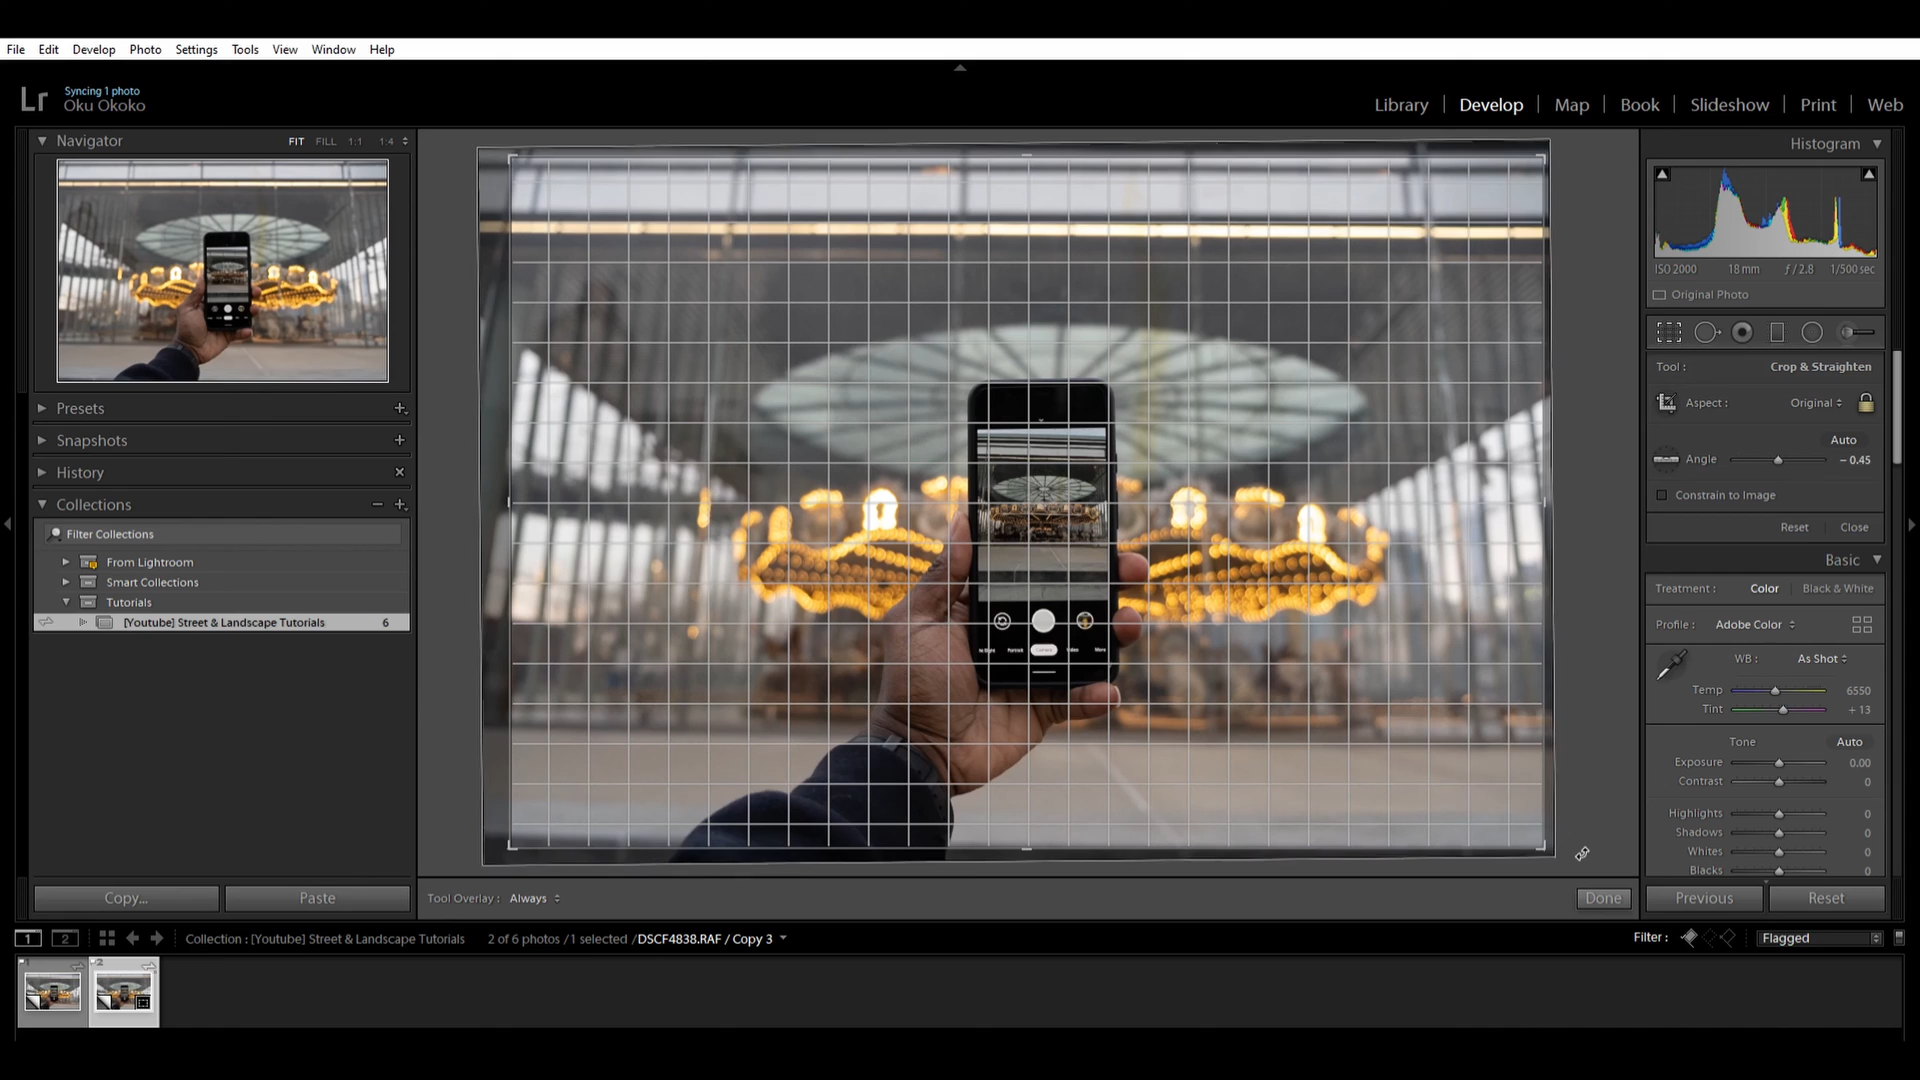 File Edit Develop Photo Settings Tools View Window Help
Lr
Syncing 1 photo
Oku Okoko
Library Develop Map Book Slideshow Print Web
Navigator FIT FILL 1:1 1:4
Presets
Snapshots
History
Collections
Filter Collections
From Lightroom
Smart Collections
Tutorials
[Youtube] Street & Landscape Tutorials 6
Copy... Paste
Portrait Camera Video More
Tool Overlay : Always
Done
Histogram
ISO 2000 18 mm ƒ / 2.8 1/500 sec
Original Photo
Tool : Crop & Straighten
Aspect : Original
Auto
Angle – 0.45
Constrain to Image
Reset Close
Basic
Treatment : Color Black & White
Profile : Adobe Color
WB : As Shot
Temp 6550
Tint + 13
Tone Auto
Exposure 0.00
Contrast 0
Highlights 0
Shadows 0
Whites 0
Blacks 0
Previous Reset
1 2 Collection : [Youtube] Street & Landscape Tutorials 2 of 6 photos / 1 selected / DSCF4838.RAF / Copy 3
Filter : Flagged